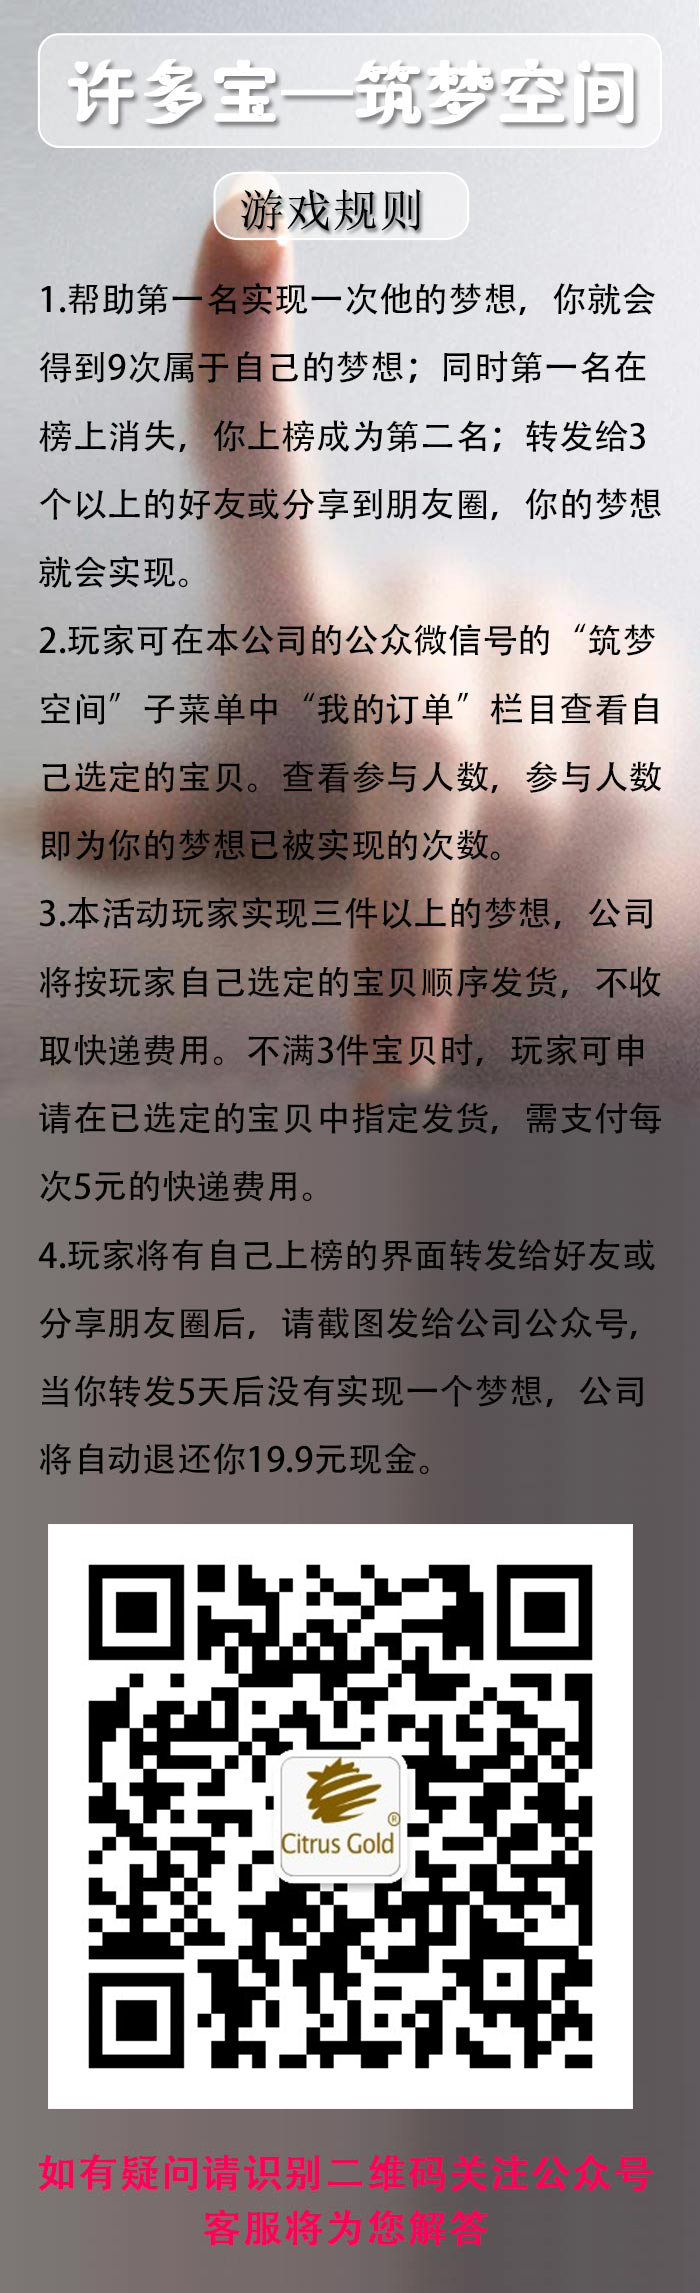 许多宝—筑梦空间
游戏规则
1.帮助第一名实现一次他的梦想，你就会
得到9次属于自己的梦想；同时第一名在
榜上消失，你上榜成为第二名；转发给3
个以上的好友或分享到朋友圈，你的梦想
就会实现。
2.玩家可在本公司的公众微信号的“筑梦
空间”子菜单中“我的订单”栏目查看自
己选定的宝贝。查看参与人数，参与人数
即为你的梦想已被实现的次数。
3.本活动玩家实现三件以上的梦想，公司
将按玩家自己选定的宝贝顺序发货，不收
取快递费用。不满3件宝贝时，玩家可申
请在已选定的宝贝中指定发货，需支付每
次5元的快递费用。
4.玩家将有自己上榜的界面转发给好友或
分享朋友圈后，请截图发给公司公众号，
当你转发5天后没有实现一个梦想，公司
将自动退还你19.9元现金。
®
Citrus Gold
如有疑问请识别二维码关注公众号
客服将为您解答